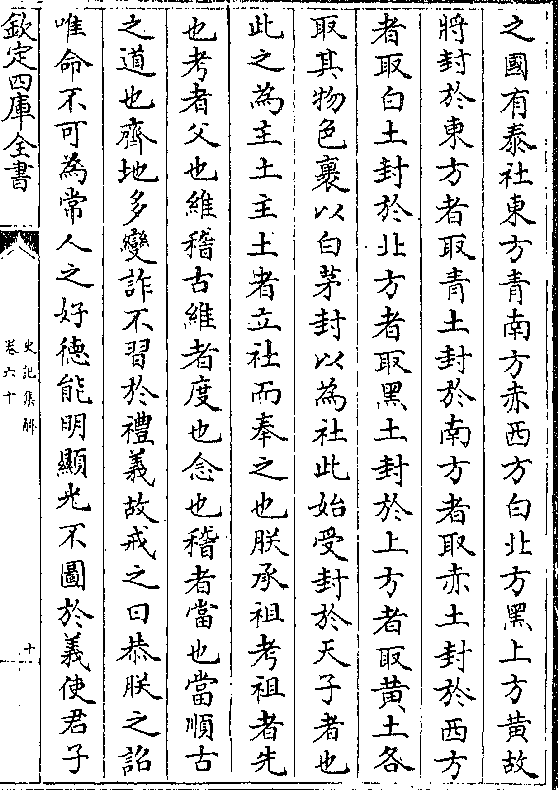 之國有泰社東方青南方赤西方白北方黑上方黃故
將封於東方者取青土封於南方者取赤土封於西方
者取白土封於北方者取黑土封於上方者取黃土各
取其物色裹以白茅封以為社此始受封於天子者也
此之為主土主土者立社而奉之也朕承祖考祖者先
也考者父也維稽古維者度也念也稽者當也當順古
之道也齊地多變詐不習於禮義故戒之曰恭朕之詔
唯命不可為常人之好德能明顯光不圖於義使君子
欽定四庫全書
史記集解
卷六十
十